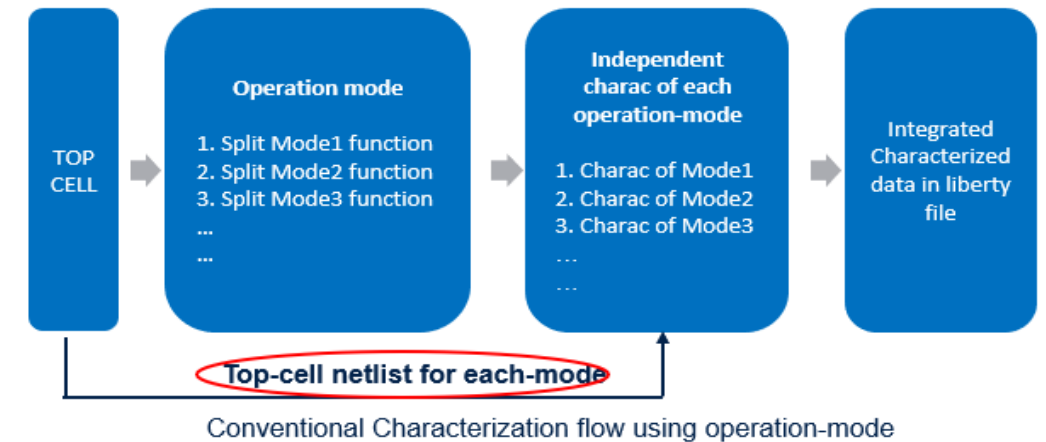 TOP
CELL
Operation mode
1. Split Mode1 function
2. Split Mode2 function
3. Split Mode3 function
...
...
Independent
charac of each
operation-mode
1. Charac of Mode1
2. Charac of Mode2
3. Charac of Mode3
...
...
Integrated
Characterized
data in liberty
file
Top-cell netlist for each-mode
Conventional Characterization flow using operation-mode